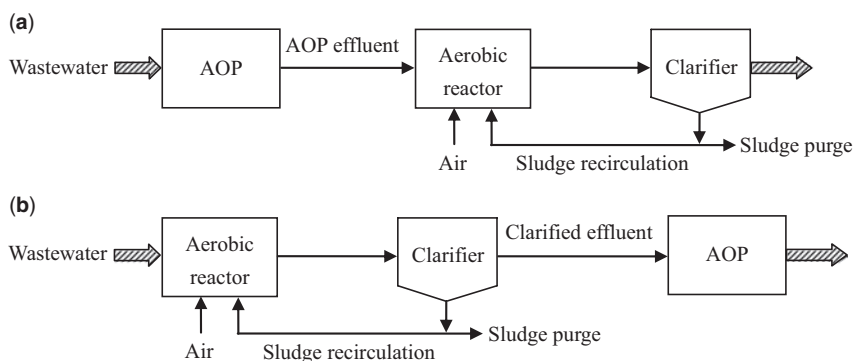 (a)
Wastewater
AOP
AOP effluent
Aerobic
reactor
Clarifier
Air
Sludge recirculation
Sludge purge
(b)
Wastewater
Aerobic
reactor
Clarifier
Clarified effluent
AOP
Air
Sludge recirculation
Sludge purge